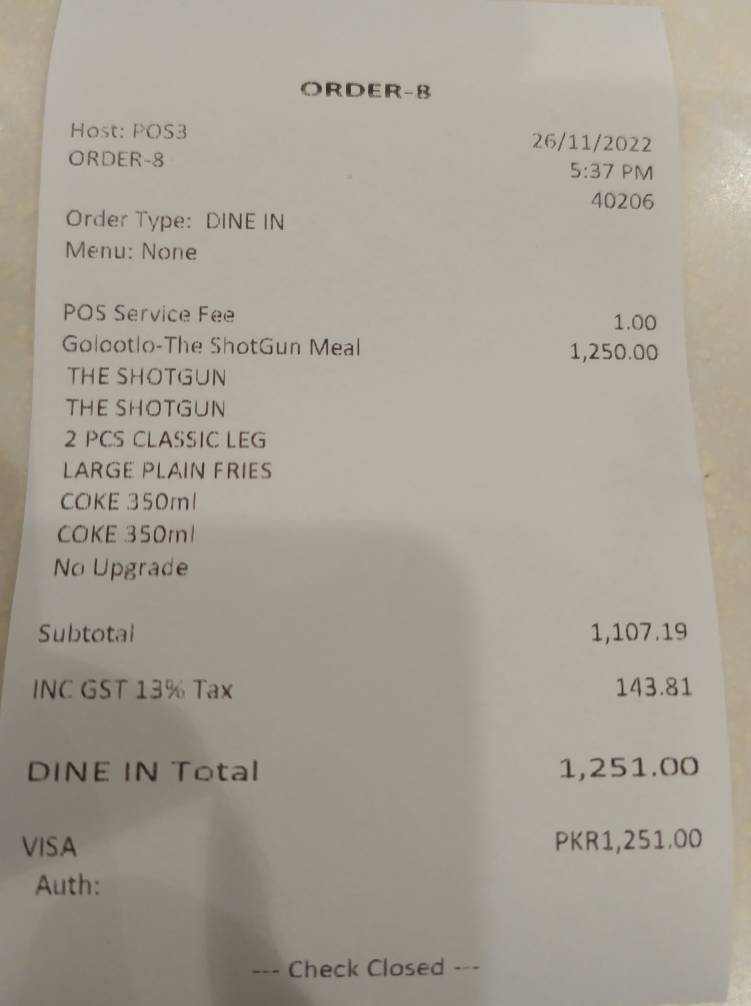 ORDER-8
Host: POS3 26/11/2022
ORDER-8 5:37 PM
40206
Order Type: DINE IN
Menu: None
POS Service Fee 1.00
Golootlo-The ShotGun Meal 1,250.00
THE SHOTGUN
THE SHOTGUN
2 PCS CLASSIC LEG
LARGE PLAIN FRIES
COKE 350ml
COKE 350ml
No Upgrade
Subtotal 1,107.19
INC GST 13% Tax 143.81
DINE IN Total 1,251.00
VISA PKR1,251.00
Auth:
--- Check Closed ---